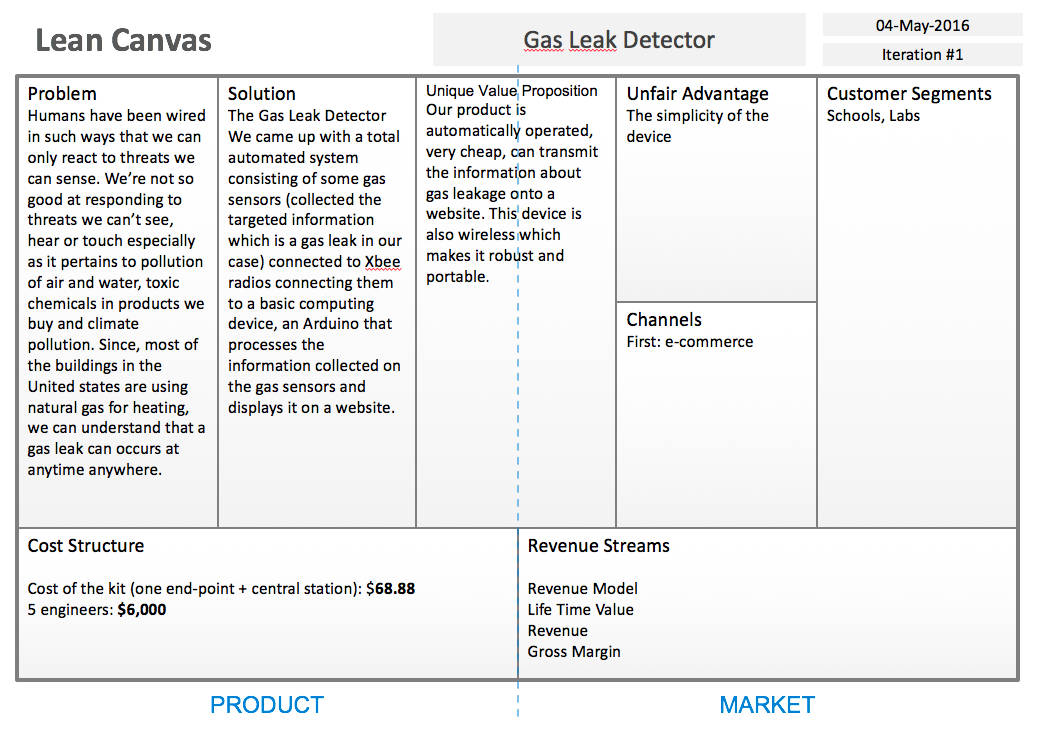 Lean Canvas
Gas Leak Detector
04-May-2016
Iteration #1
Problem
Humans have been wired
in such ways that we can
only react to threats we
can sense. We’re not so
good at responding to
threats we can’t see,
hear or touch especially
as it pertains to pollution
of air and water, toxic
chemicals in products we
buy and climate
pollution. Since, most of
the buildings in the
United states are using
natural gas for heating,
we can understand that a
gas leak can occurs at
anytime anywhere.
Solution
The Gas Leak Detector
We came up with a total
automated system
consisting of some gas
sensors (collected the
targeted information
which is a gas leak in our
case) connected to Xbee
radios connecting them
to a basic computing
device, an Arduino that
processes the
information collected on
the gas sensors and
displays it on a website.
Unique Value Proposition
Our product is
automatically operated,
very cheap, can transmit
the information about
gas leakage onto a
website. This device is
also wireless which
makes it robust and
portable.
Unfair Advantage
The simplicity of the
device
Channels
First: e-commerce
Customer Segments
Schools, Labs
Cost Structure
Cost of the kit (one end-point + central station): $68.88
5 engineers: $6,000
Revenue Streams
Revenue Model
Life Time Value
Revenue
Gross Margin
PRODUCT
MARKET